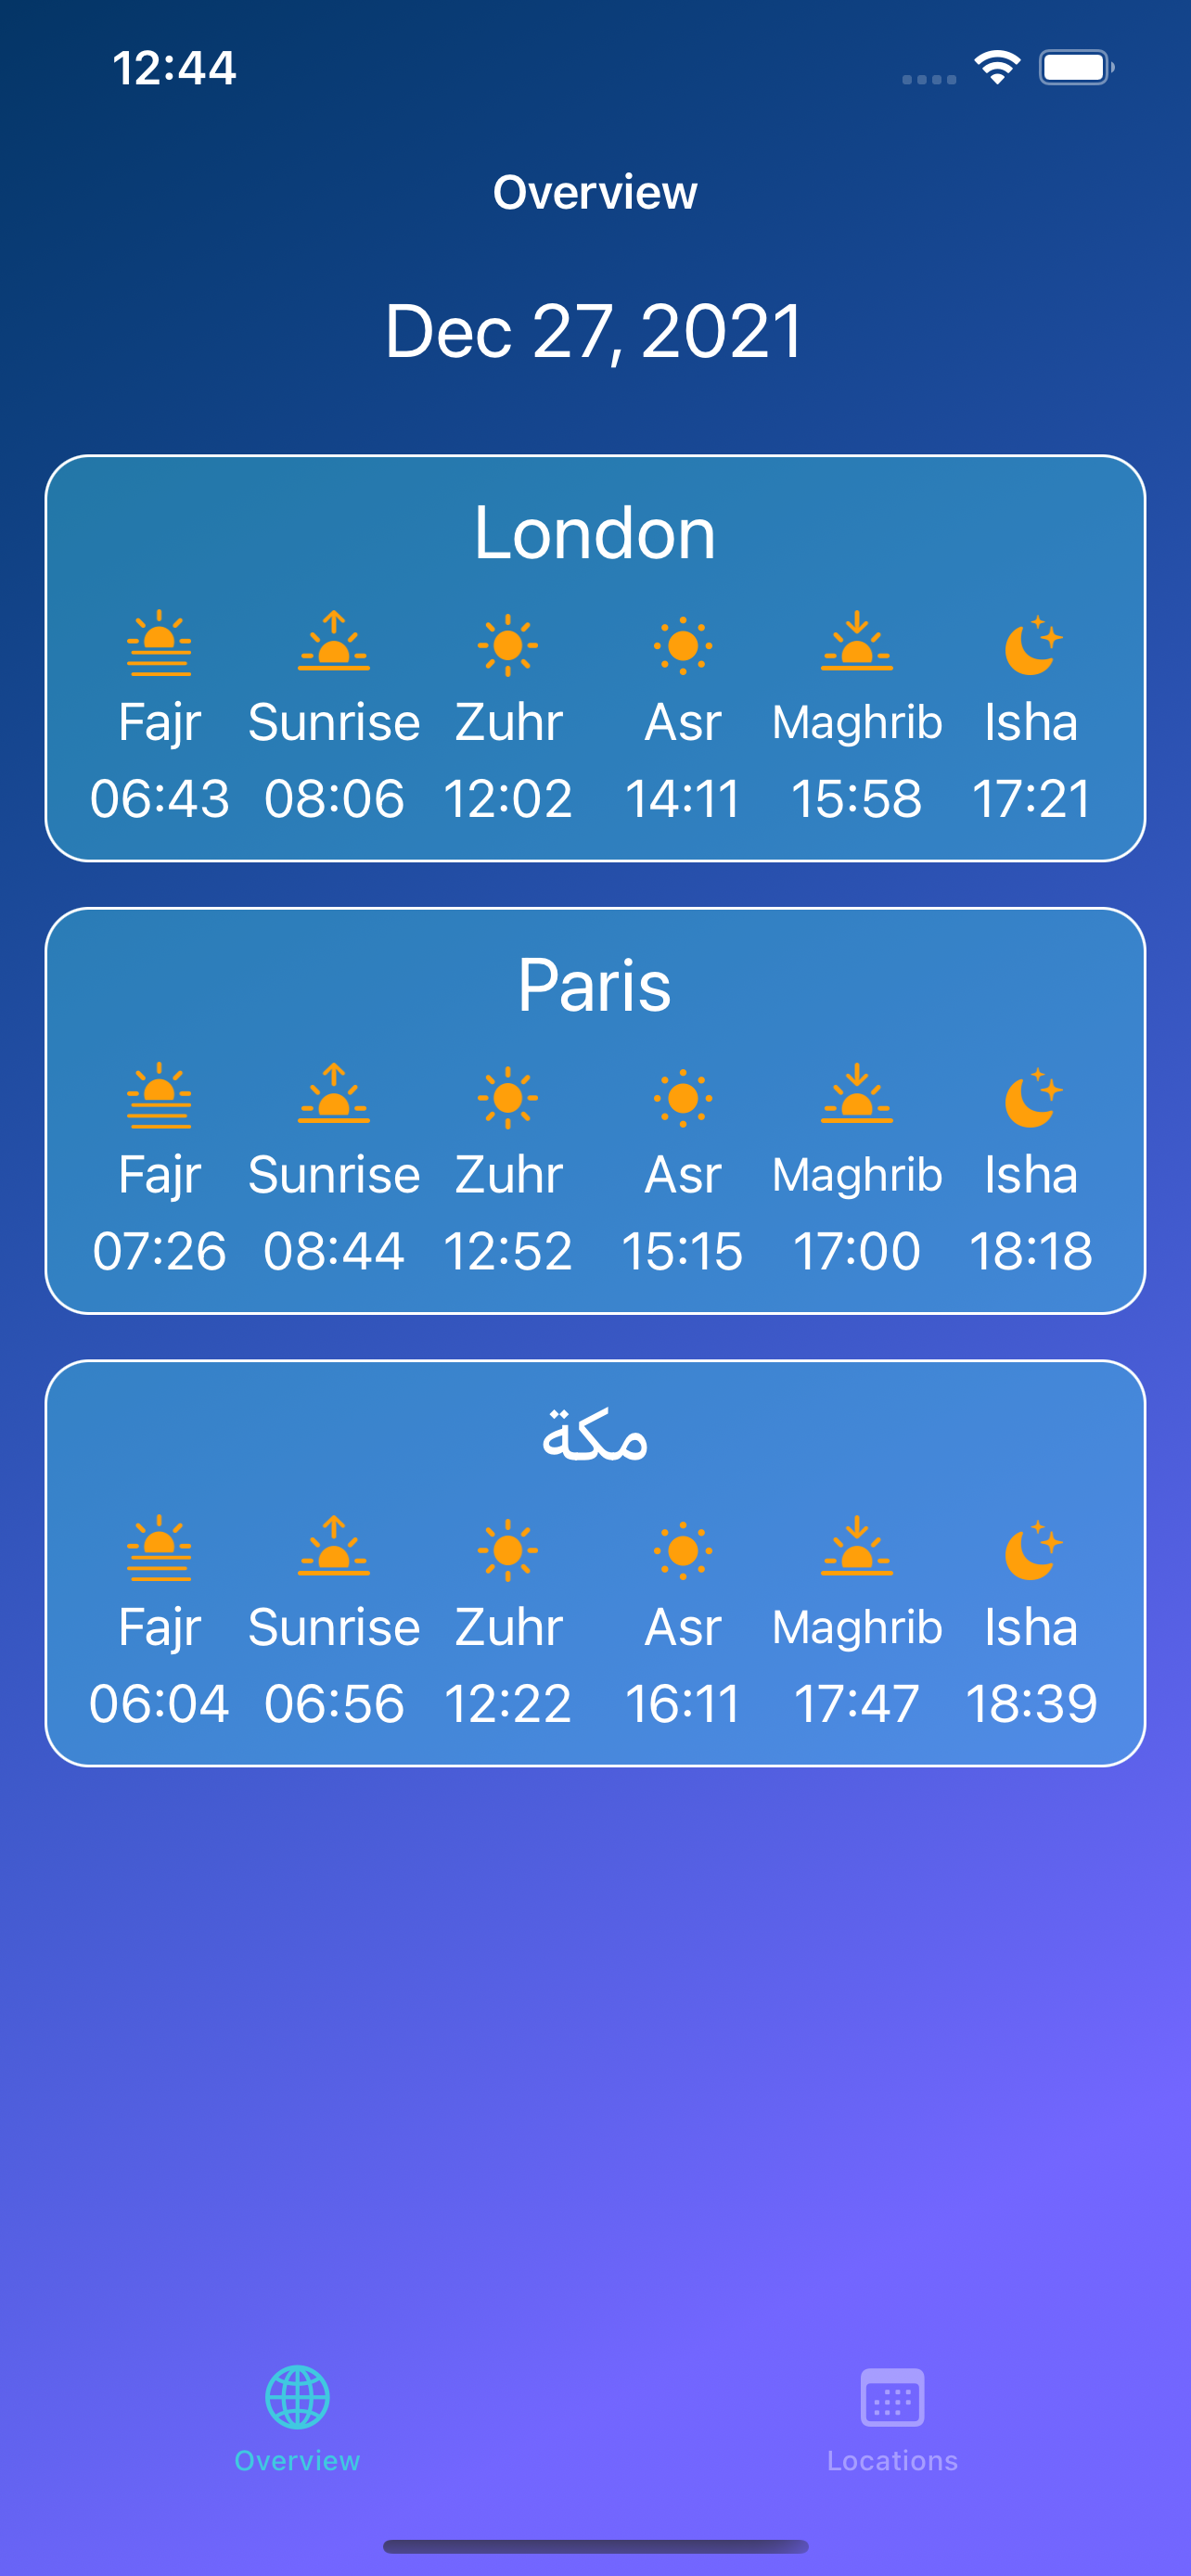 12:44
Overview
Dec 27, 2021
London
Fajr Sunrise Zuhr Asr Maghrib Isha
06:43 08:06 12:02 14:11 15:58 17:21
Paris
Fajr Sunrise Zuhr Asr Maghrib Isha
07:26 08:44 12:52 15:15 17:00 18:18
مكة
Fajr Sunrise Zuhr Asr Maghrib Isha
06:04 06:56 12:22 16:11 17:47 18:39
Overview Locations